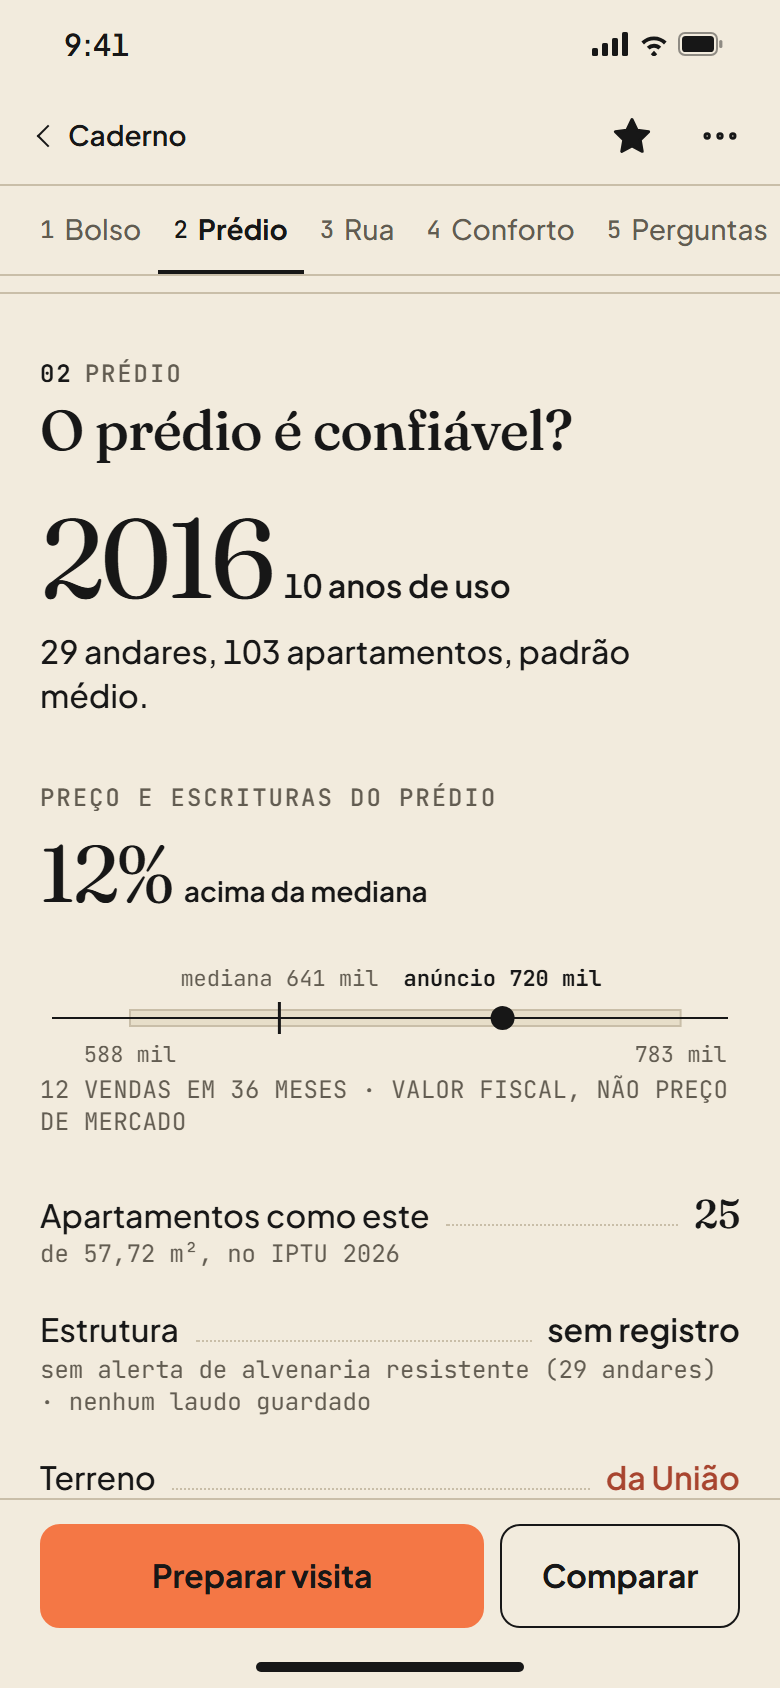 9:41
Caderno
1 Bolso 2 Prédio 3 Rua 4 Conforto 5 Perguntas
02 PRÉDIO
O prédio é confiável?
2016 10 anos de uso
29 andares, 103 apartamentos, padrão
médio.
PREÇO E ESCRITURAS DO PRÉDIO
12% acima da mediana
mediana 641 mil anúncio 720 mil
588 mil 783 mil
12 VENDAS EM 36 MESES · VALOR FISCAL, NÃO PREÇO
DE MERCADO
Apartamentos como este 25
de 57,72 m², no IPTU 2026
Estrutura sem registro
sem alerta de alvenaria resistente (29 andares)
· nenhum laudo guardado
Terreno da União
Preparar visita Comparar